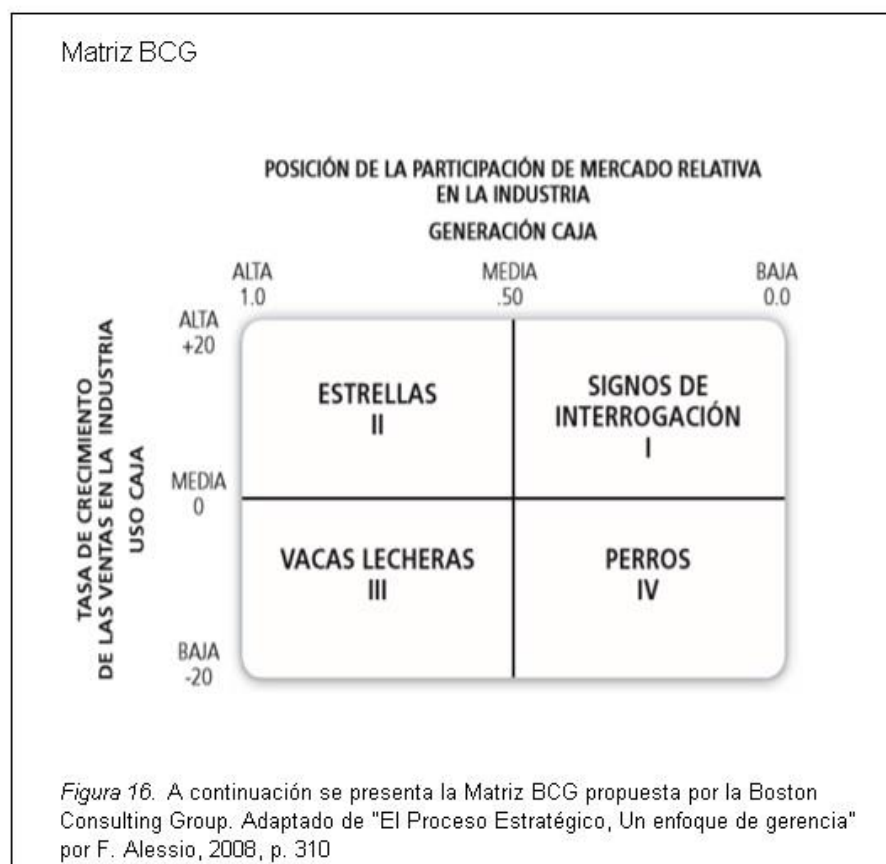 Matriz BCG
POSICIÓN DE LA PARTICIPACIÓN DE MERCADO RELATIVA
EN LA INDUSTRIA
GENERACIÓN CAJA
ALTA
1.0
MEDIA
.50
BAJA
0.0
TASA DE CRECIMIENTO
DE LAS VENTAS EN LA INDUSTRIA
USO CAJA
ALTA
+20
MEDIA
0
BAJA
-20
ESTRELLAS
II
SIGNOS DE
INTERROGACIÓN
I
VACAS LECHERAS
III
PERROS
IV
Figura 16. A continuación se presenta la Matriz BCG propuesta por la Boston
Consulting Group. Adaptado de "El Proceso Estratégico, Un enfoque de gerencia"
por F. Alessio, 2008, p. 310